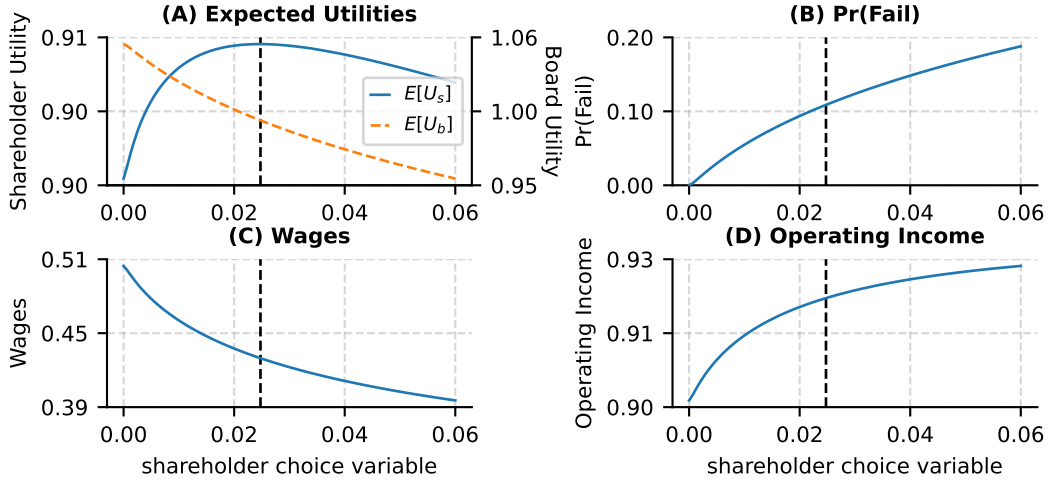 (A) Expected Utilities
Shareholder Utility
0.91
0.90
0.90
1.06
1.00
0.95
Board Utility
E[U_s]
E[U_b]
0.00 0.02 0.04 0.06
(B) Pr(Fail)
Pr(Fail)
0.20
0.10
0.00
0.00 0.02 0.04 0.06
(C) Wages
Wages
0.51
0.45
0.39
0.00 0.02 0.04 0.06
shareholder choice variable
(D) Operating Income
Operating Income
0.93
0.91
0.90
0.00 0.02 0.04 0.06
shareholder choice variable